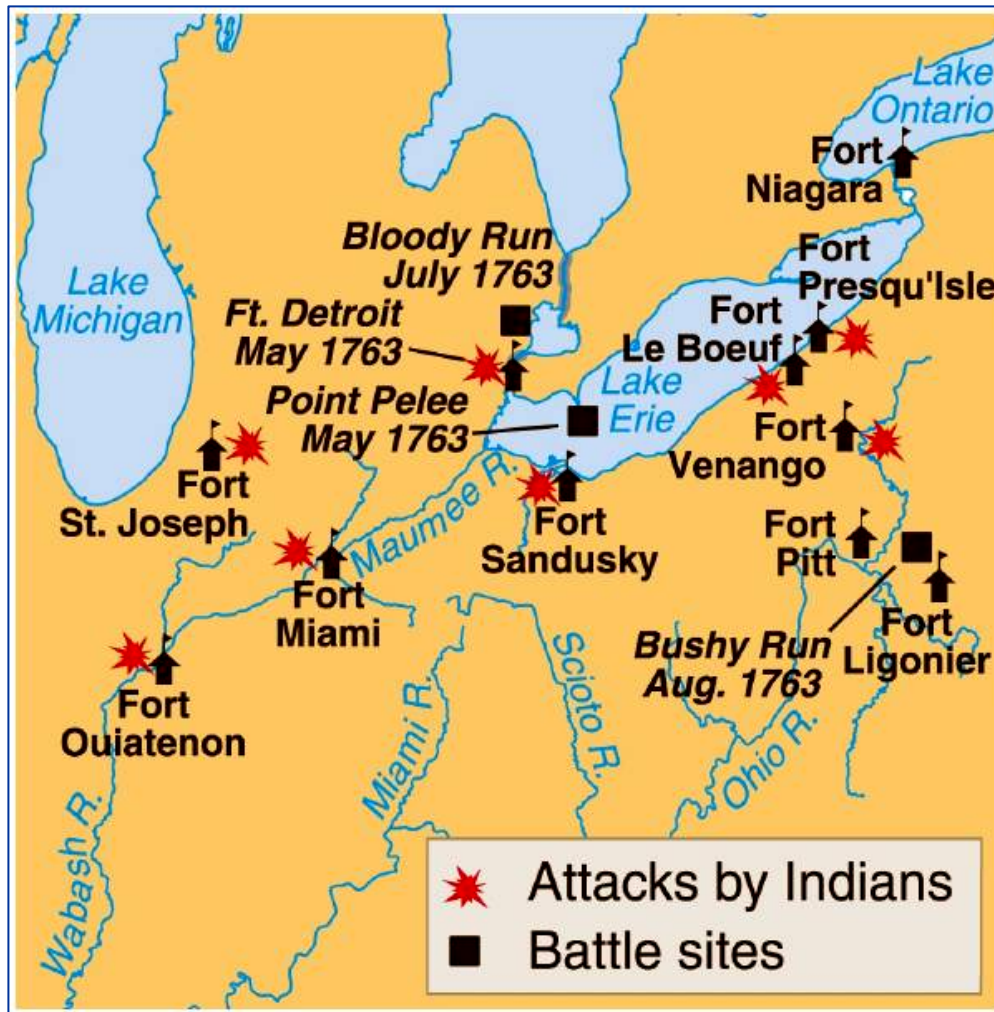 Lake
Ontario
Fort
Niagara
Bloody Run
July 1763
Fort
Presqu'Isle
Lake
Michigan
Ft. Detroit
May 1763
Fort
Le Boeuf
Lake
Erie
Point Pelee
May 1763
Fort
Venango
Fort
St. Joseph
Maumee R.
Fort
Sandusky
Fort
Pitt
Fort
Miami
Fort
Ligonier
Bushy Run
Aug. 1763
Fort
Ouiatenon
Scioto R.
Miami R.
Ohio R.
Wabash R.
Attacks by Indians
Battle sites